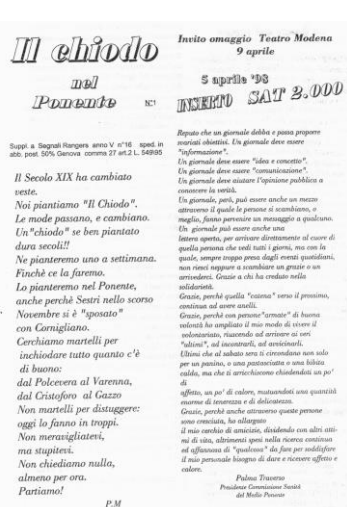 Il chiodo
nel
Ponente N°1
Suppl. a Segnali Rangers anno V n°16 sped. in
abb. post. 50% Genova comma 27 art.2 L. 549\95
Il Secolo XIX ha cambiato
veste.
Noi piantiamo "Il Chiodo".
Le mode passano, e cambiano.
Un"chiodo" se ben piantato
dura secoli!!
Ne pianteremo uno a settimana.
Finchè ce la faremo.
Lo pianteremo nel Ponente,
anche perchè Sestri nello scorso
Novembre si è "sposato"
con Cornigliano.
Cerchiamo martelli per
inchiodare tutto quanto c'è
di buono:
dal Polcevera al Varenna,
dal Cristoforo al Gazzo
Non martelli per distuggere:
oggi lo fanno in troppi.
Non meravigliatevi,
ma stupitevi.
Non chiediamo nulla,
almeno per ora.
Partiamo!
P.M
Invito omaggio Teatro Modena
9 aprile
5 aprile '98
INSERTO SAT 2.000
Reputo che un giornale debba e possa proporre
svariati obiettivi. Un giornale deve essere
"informazione".
Un giornale deve essere "idea e concetto".
Un giornale deve essere "comunicazione".
Un giornale deve aiutare l'opinione pubblica a
conoscere la verità.
Un giornale, però, può essere anche un mezzo
attraverso il quale le persone si scambiano, o
meglio, fanno pervenire un messaggio a qualcuno.
Un giornale può essere anche una
lettera aperta, per arrivare direttamente al cuore di
quella persona che vedi tutti i giorni, ma con la
quale, sempre troppo presa dagli eventi quotidiani,
non riesci neppure a scambiare un grazie o un
arrivederci. Grazie a chi ha creduto nella
solidarietà.
Grazie, perchè quella "catena" verso il prossimo,
continua ad avere anelli.
Grazie, perchè con persone"armate" di buona
volontà ho ampliato il mio modo di vivere il
volontariato, riuscendo ad arrivare ai veri
"ultimi", ad incontrarli, ad avvicinarli.
Ultimi che al sabato sera ti circondano non solo
per un panino, o una pastasciutta o una bibita
calda, ma che ti arricchiscono chiedendoti un po'
di
affetto, un po' di calore, mutuandoti una quantità
enorme di tenerezza e di delicatezza.
Grazie, perchè anche attraverso queste persone
sono cresciuta, ho allargato
il mio cerchio di amicizie, dividendo con altri atti-
mi di vita, altrimenti spesi nella ricerca continua
ed affannosa di "qualcosa" da fare per soddisfare
il mio personale bisogno di dare e ricevere affetto e
calore.
Palma Traverso
Presidente Commissione Sanità
del Medio Ponente